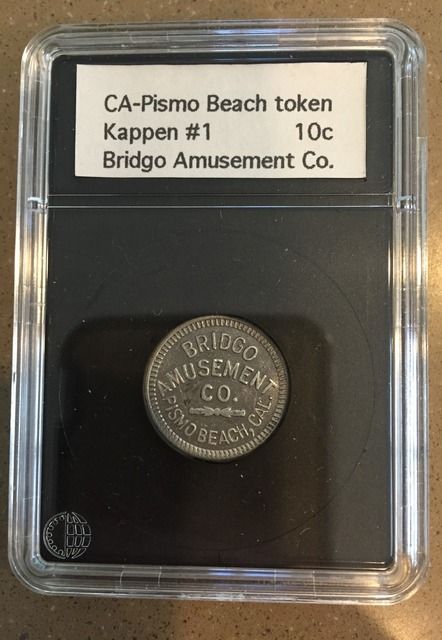 CA-Pismo Beach token
Kappen #1 10c
Bridgo Amusement Co.
BRIDGO
AMUSEMENT
CO.
PISMO BEACH, CAL.